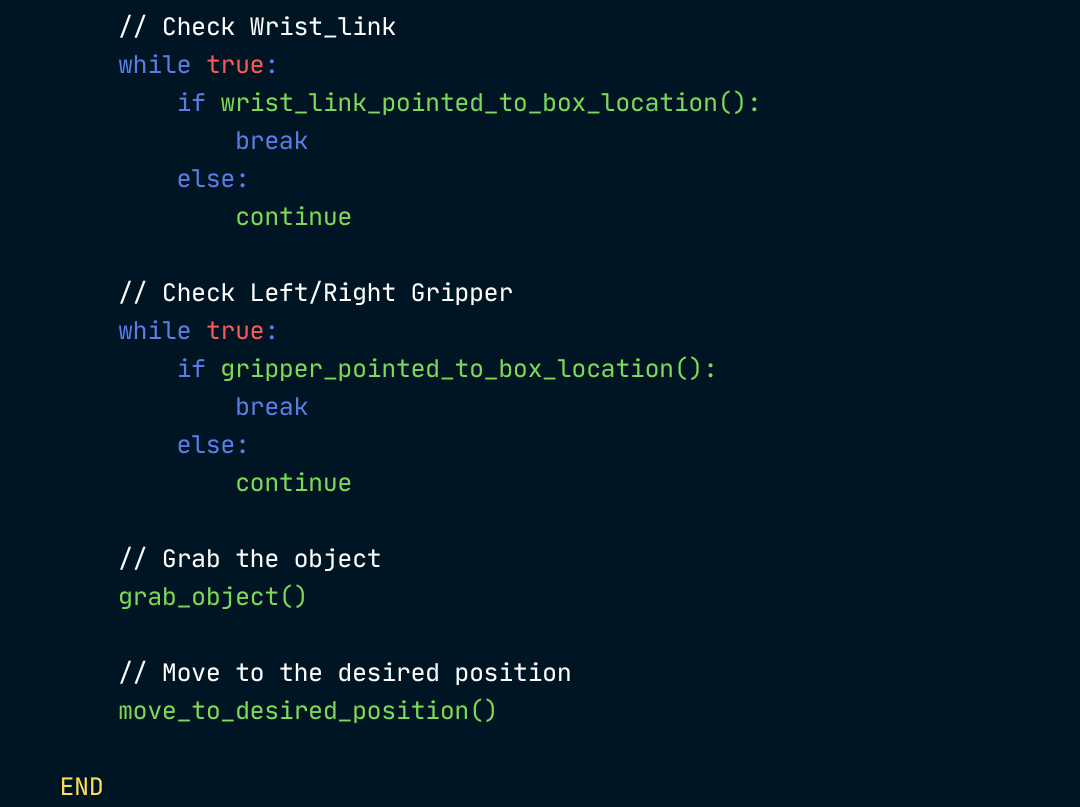 // Check Wrist_link
while true:
if wrist_link_pointed_to_box_location():
break
else:
continue
// Check Left/Right Gripper
while true:
if gripper_pointed_to_box_location():
break
else:
continue
// Grab the object
grab_object()
// Move to the desired position
move_to_desired_position()
END